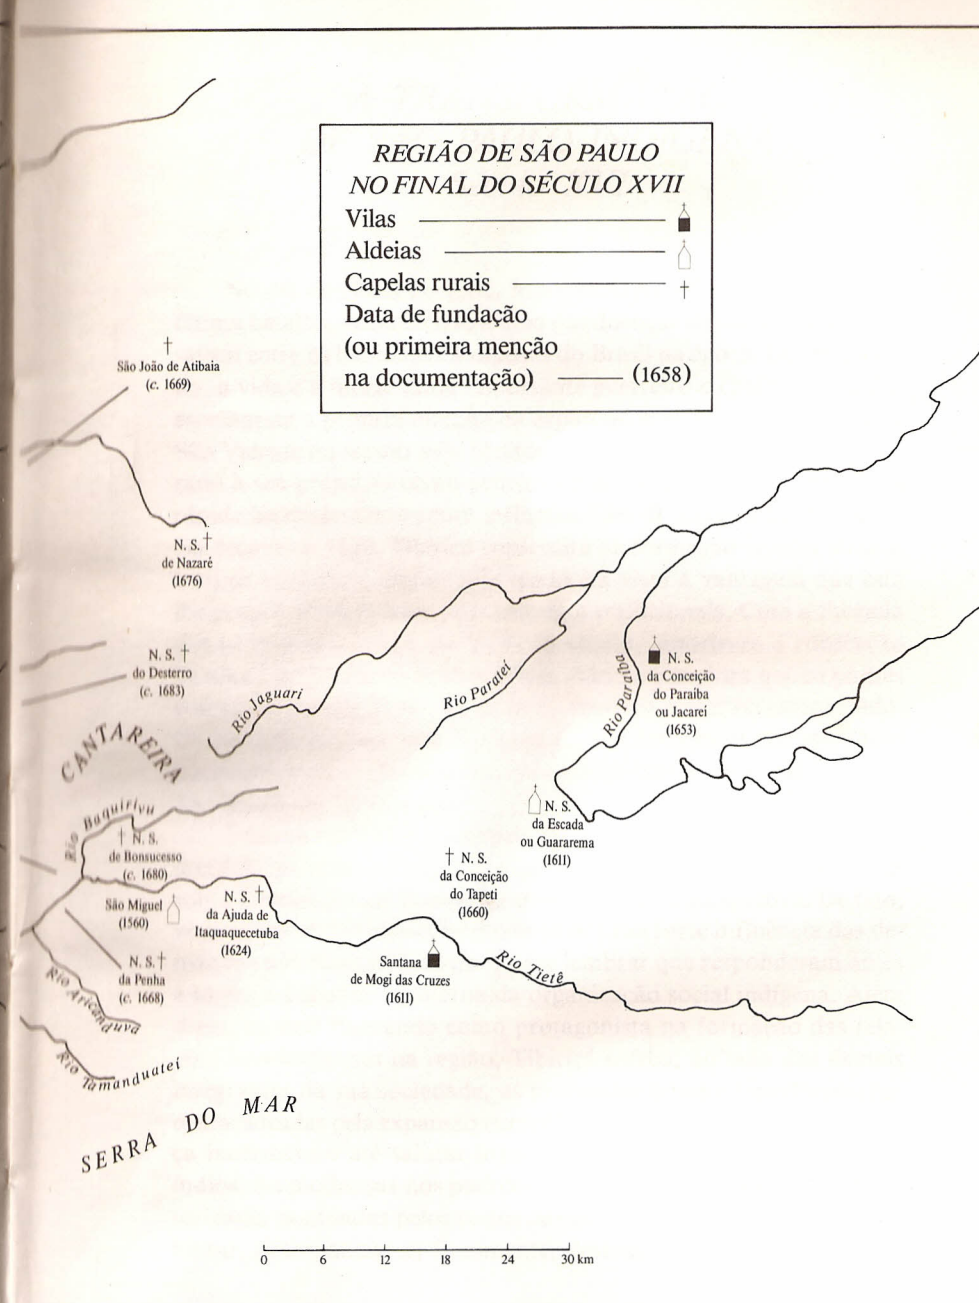 REGIÃO DE SÃO PAULO
NO FINAL DO SÉCULO XVII
Vilas
Aldeias
Capelas rurais
Data de fundação
(ou primeira menção
na documentação) (1658)
São João de Atibaia
(c. 1669)
N. S.
de Nazaré
(1676)
N. S.
do Desterro
(c. 1683)
CANTAREIRA
Rio Jaguari
Rio Parateí
Rio Paraíba
N. S.
da Conceição
do Paraíba
ou Jacareí
(1653)
Rio Baquirivu
N. S.
de Bonsucesso
(c. 1680)
N. S.
da Escada
ou Guararema
(1611)
N. S.
da Conceição
do Tapeti
(1660)
São Miguel
(1560)
N. S.
da Ajuda de
Itaquaquecetuba
(1624)
Santana
de Mogi das Cruzes
(1611)
Rio Tietê
N. S.
da Penha
(c. 1668)
Rio Aricanduva
Rio Tamanduatei
SERRA DO MAR
0 6 12 18 24 30 km